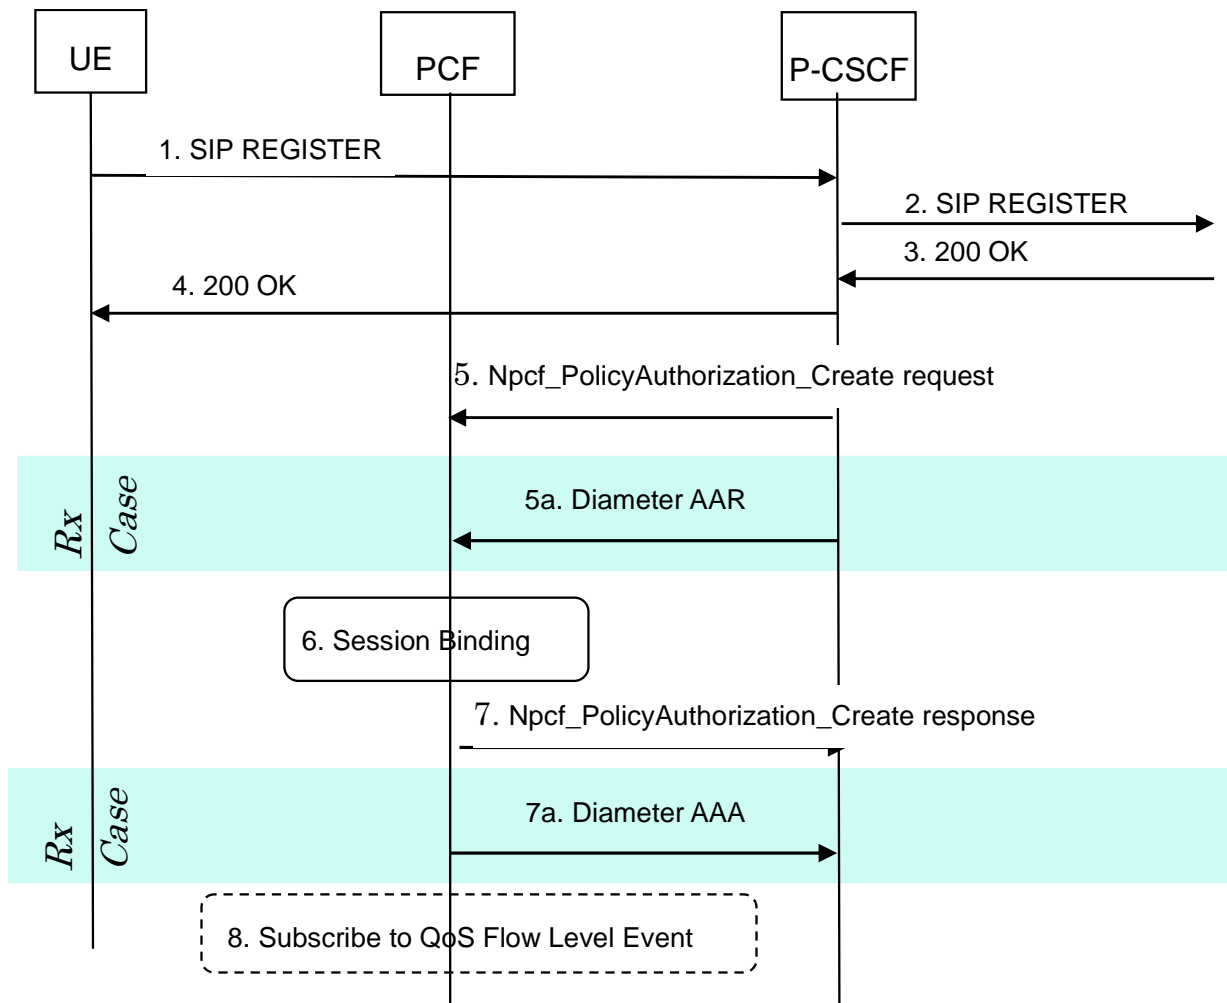 UE
PCF
P-CSCF
1. SIP REGISTER
2. SIP REGISTER
3. 200 OK
4. 200 OK
5. Npcf_PolicyAuthorization_Create request
Rx
Case
5a. Diameter AAR
6. Session Binding
7. Npcf_PolicyAuthorization_Create response
Rx
Case
7a. Diameter AAA
8. Subscribe to QoS Flow Level Event